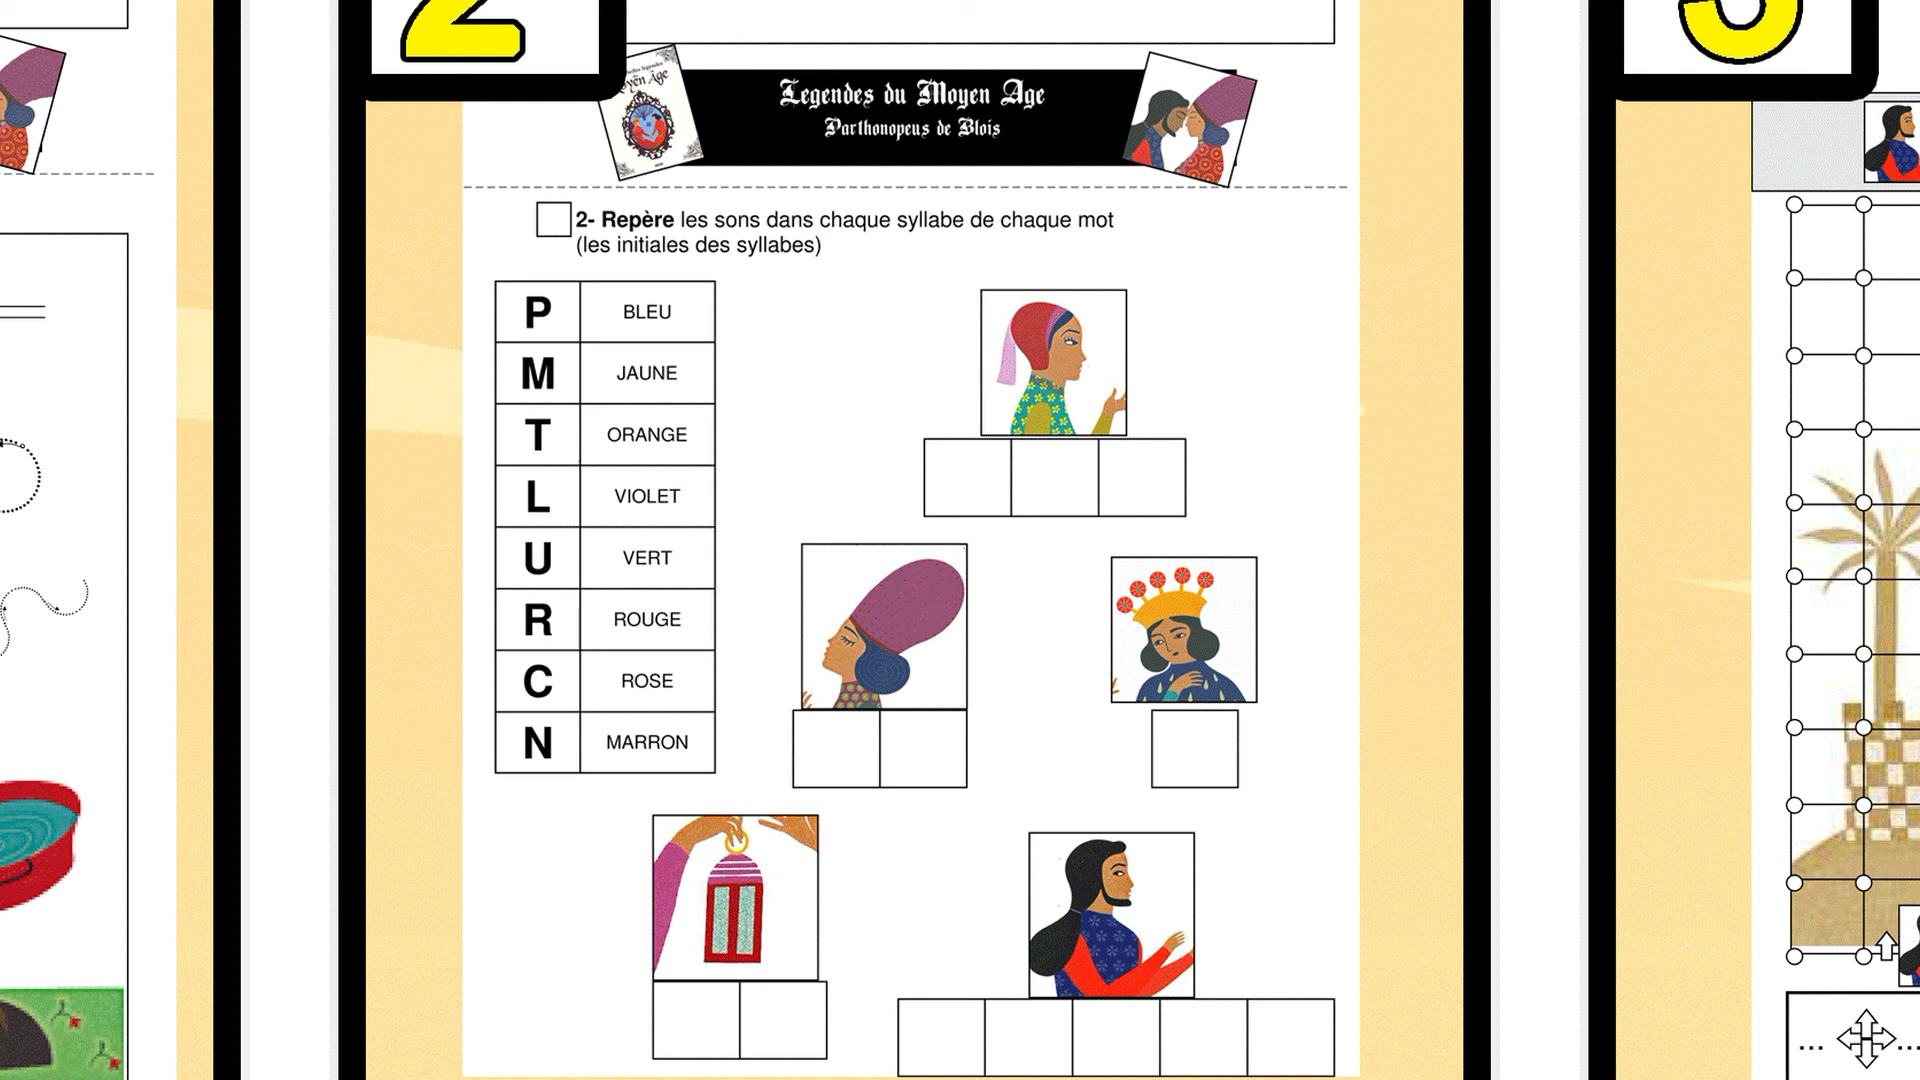 2
Legendes du Moyen Age
Parthonopeus de Blois
2- Repère les sons dans chaque syllabe de chaque mot
(les initiales des syllabes)
P BLEU
M JAUNE
T ORANGE
L VIOLET
U VERT
R ROUGE
C ROSE
N MARRON
... ...